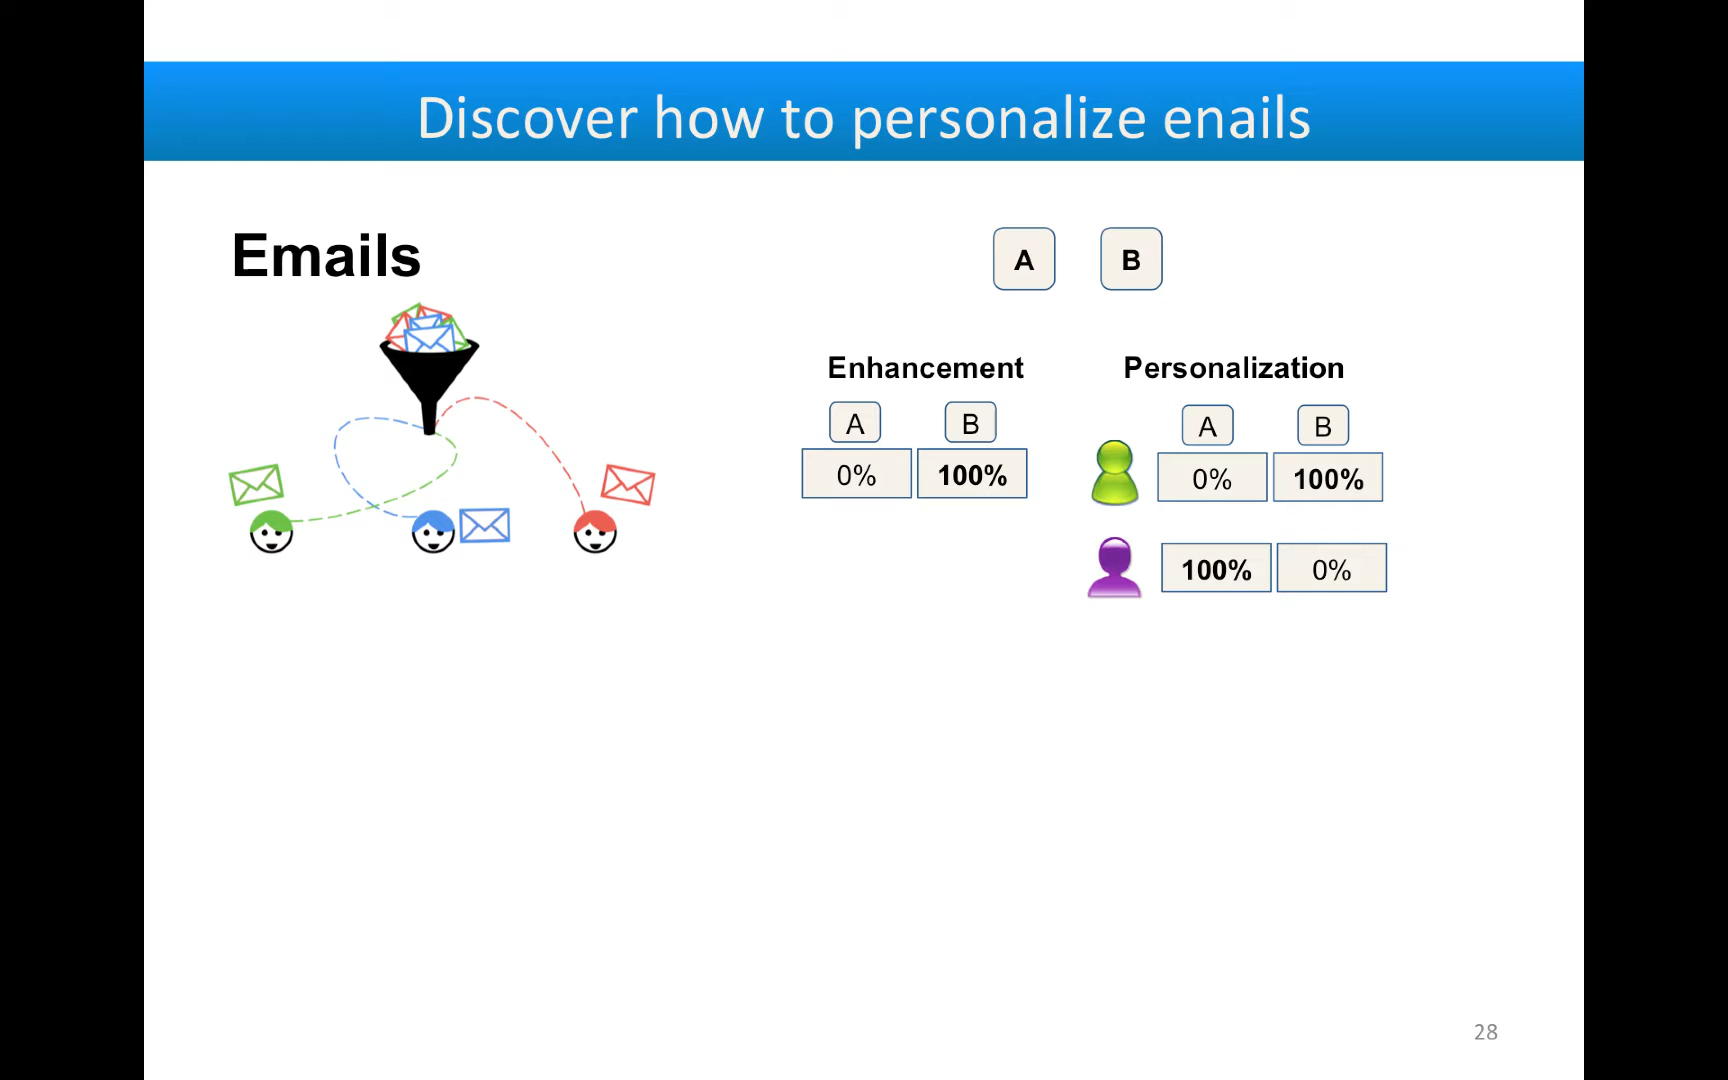 Discover how to personalize enails
Emails
A B
Enhancement
A B
0% 100%
Personalization
A B
0% 100%
100% 0%
28